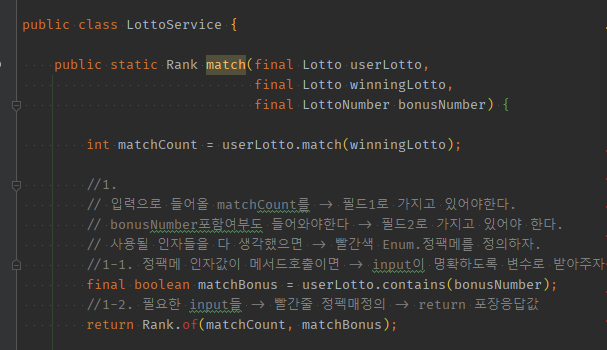 public class LottoService {
public static Rank match(final Lotto userLotto,
final Lotto winningLotto,
final LottoNumber bonusNumber) {
int matchCount = userLotto.match(winningLotto);
//1.
// 입력으로 들어올 matchCount를 → 필드1로 가지고 있어야한다.
// bonusNumber포함여부도 들어와야한다 → 필드2로 가지고 있어야 한다.
// 사용될 인자들을 다 생각했으면 → 빨간색 Enum.정팩메를 정의하자.
//1-1. 정팩메 인자값이 메서드호출이면 → input이 명확하도록 변수로 받아주자
final boolean matchBonus = userLotto.contains(bonusNumber);
//1-2. 필요한 input들 → 빨간줄 정펙매정의 → return 포장응답값
return Rank.of(matchCount, matchBonus);